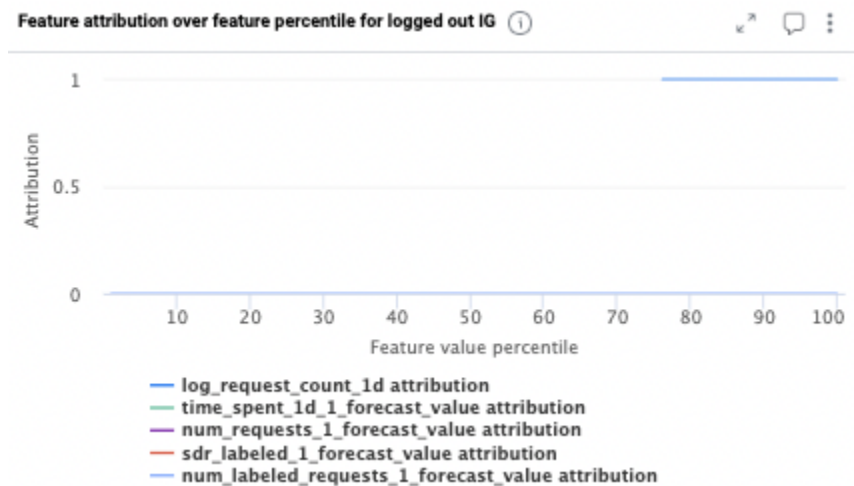 Feature attribution over feature percentile for logged out IG
1
0.5
0
Attribution
10 20 30 40 50 60 70 80 90 100
Feature value percentile
log_request_count_1d attribution
time_spent_1d_1_forecast_value attribution
num_requests_1_forecast_value attribution
sdr_labeled_1_forecast_value attribution
num_labeled_requests_1_forecast_value attribution